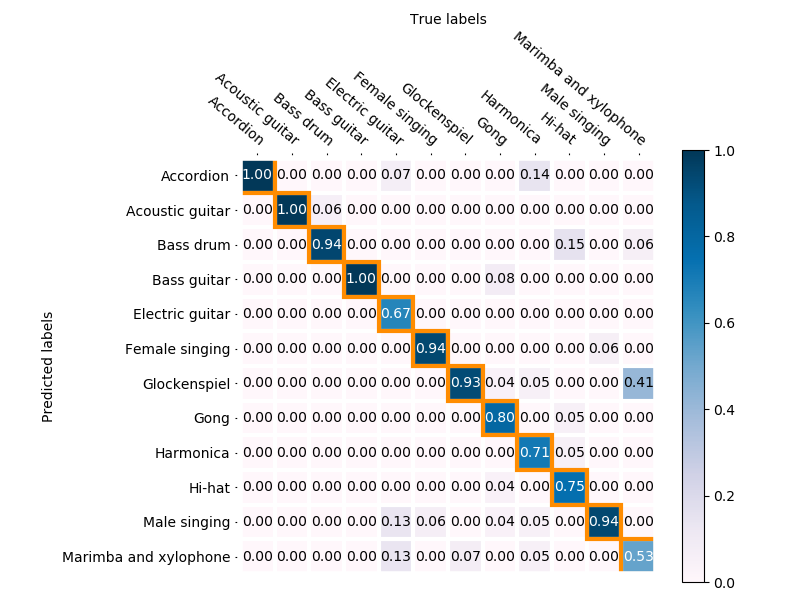 True labels
Accordion
Acoustic guitar
Bass drum
Bass guitar
Electric guitar
Female singing
Glockenspiel
Gong
Harmonica
Hi-hat
Male singing
Marimba and xylophone
Predicted labels
Accordion 1.00 0.00 0.00 0.00 0.07 0.00 0.00 0.00 0.14 0.00 0.00 0.00
Acoustic guitar 0.00 1.00 0.06 0.00 0.00 0.00 0.00 0.00 0.00 0.00 0.00 0.00
Bass drum 0.00 0.00 0.94 0.00 0.00 0.00 0.00 0.00 0.00 0.15 0.00 0.06
Bass guitar 0.00 0.00 0.00 1.00 0.00 0.00 0.00 0.08 0.00 0.00 0.00 0.00
Electric guitar 0.00 0.00 0.00 0.00 0.67 0.00 0.00 0.00 0.00 0.00 0.00 0.00
Female singing 0.00 0.00 0.00 0.00 0.00 0.94 0.00 0.00 0.00 0.00 0.06 0.00
Glockenspiel 0.00 0.00 0.00 0.00 0.00 0.00 0.93 0.04 0.05 0.00 0.00 0.41
Gong 0.00 0.00 0.00 0.00 0.00 0.00 0.00 0.80 0.00 0.05 0.00 0.00
Harmonica 0.00 0.00 0.00 0.00 0.00 0.00 0.00 0.00 0.71 0.05 0.00 0.00
Hi-hat 0.00 0.00 0.00 0.00 0.00 0.00 0.00 0.04 0.00 0.75 0.00 0.00
Male singing 0.00 0.00 0.00 0.00 0.13 0.06 0.00 0.04 0.05 0.00 0.94 0.00
Marimba and xylophone 0.00 0.00 0.00 0.00 0.13 0.00 0.07 0.00 0.05 0.00 0.00 0.53
1.0
0.8
0.6
0.4
0.2
0.0